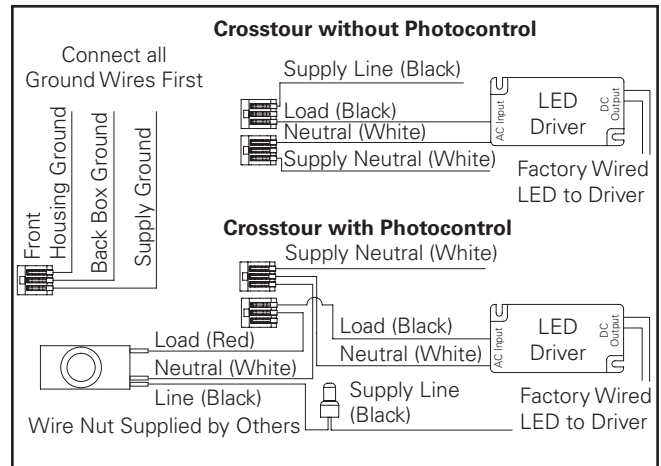 Crosstour without Photocontrol
Connect all
Ground Wires First
Supply Line (Black)
Load (Black)
Neutral (White)
Supply Neutral (White)
AC Input
LED
Driver
DC
Output
Factory Wired
LED to Driver
Front
Housing Ground
Back Box Ground
Supply Ground
Crosstour with Photocontrol
Supply Neutral (White)
Load (Black)
Neutral (White)
AC Input
LED
Driver
DC
Output
Factory Wired
LED to Driver
Load (Red)
Neutral (White)
Line (Black)
Supply Line
(Black)
Wire Nut Supplied by Others